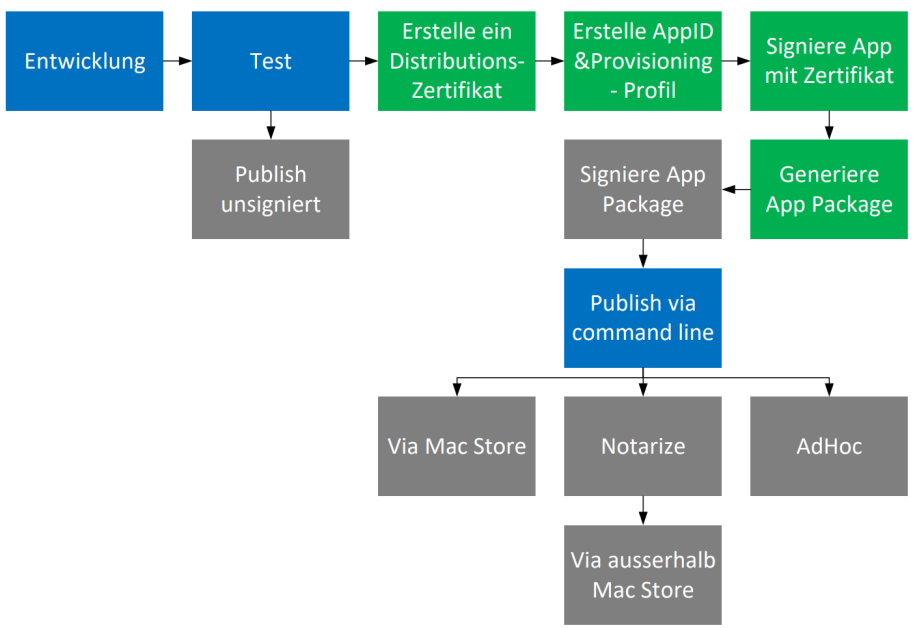 Entwicklung
Test
Erstelle ein
Distributions-
Zertifikat
Erstelle AppID
&Provisioning
- Profil
Signiere App
mit Zertifikat
Publish
unsigniert
Signiere App
Package
Generiere
App Package
Publish via
command line
Via Mac Store
Notarize
AdHoc
Via ausserhalb
Mac Store